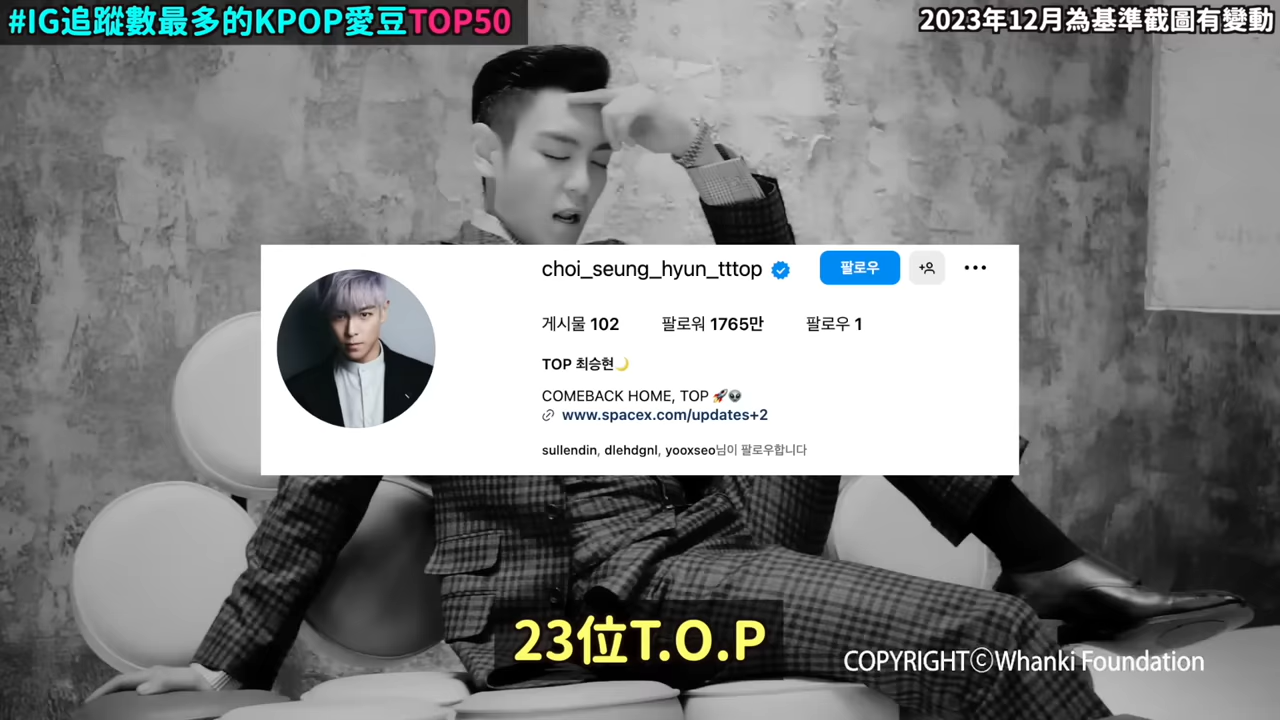 #IG追蹤數最多的KPOP愛豆TOP50
2023年12月為基準截圖有變動
choi_seung_hyun_tttop
팔로우
게시물 102 팔로워 1765만 팔로우 1
TOP 최승현🌙
COMEBACK HOME, TOP 🚀👽
www.spacex.com/updates+2
sullendin, dlehdgnl, yooxseo님이 팔로우합니다
23位T.O.P
COPYRIGHTⓒWhanki Foundation